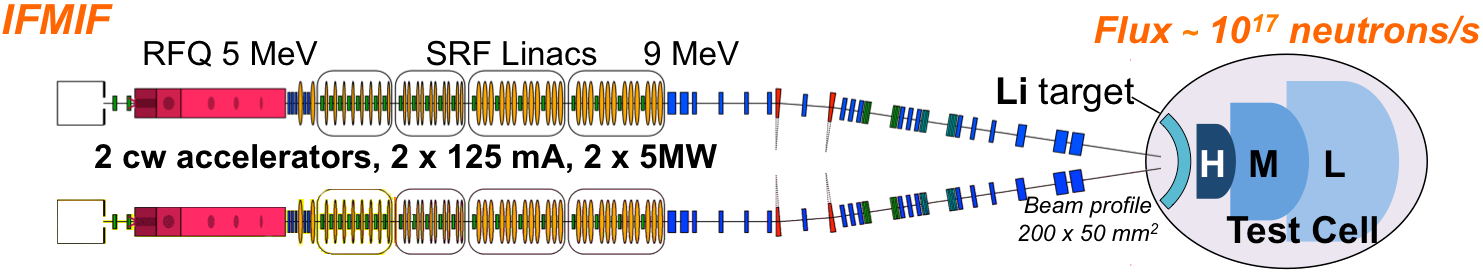 IFMIF
Flux ~ 10¹⁷ neutrons/s
RFQ 5 MeV SRF Linacs 9 MeV
Li target
2 cw accelerators, 2 x 125 mA, 2 x 5MW
H M L
Beam profile
200 x 50 mm²
Test Cell